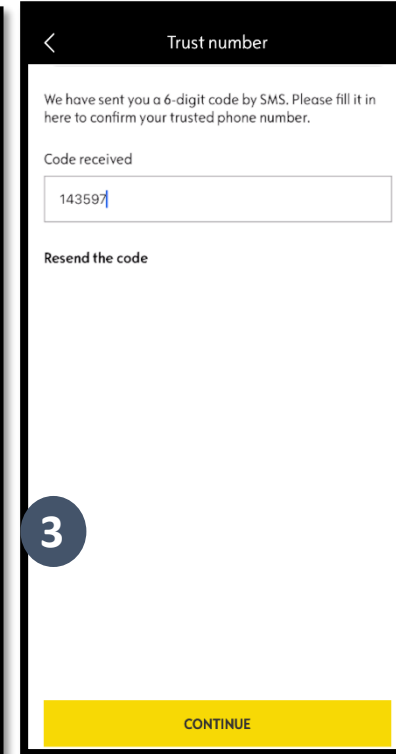 Trust number
We have sent you a 6-digit code by SMS. Please fill it in
here to confirm your trusted phone number.
Code received
143597
Resend the code
3
CONTINUE